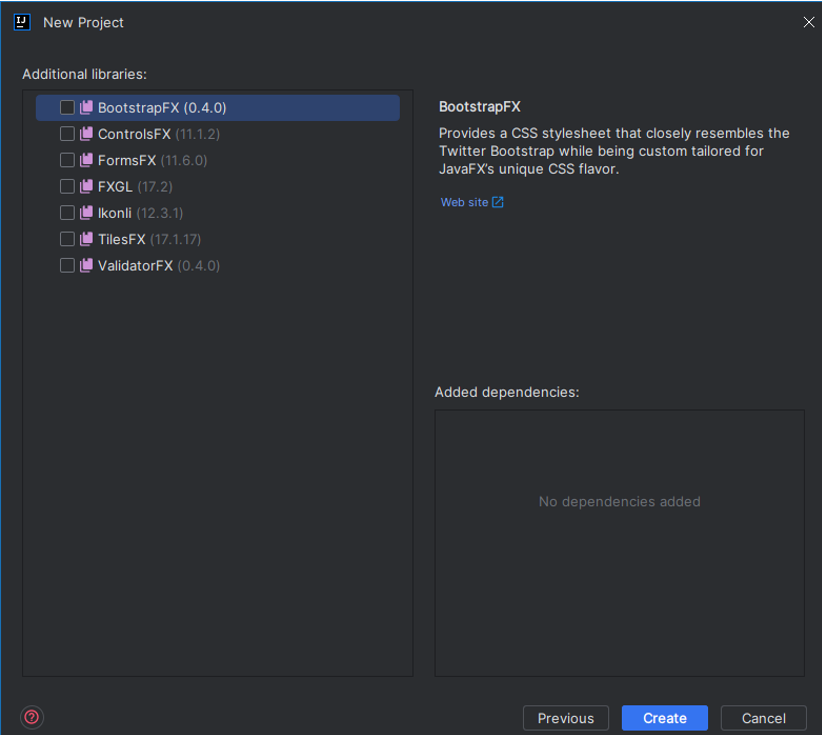 New Project
Additional libraries:
BootstrapFX (0.4.0)
ControlsFX (11.1.2)
FormsFX (11.6.0)
FXGL (17.2)
Ikonli (12.3.1)
TilesFX (17.1.17)
ValidatorFX (0.4.0)
BootstrapFX
Provides a CSS stylesheet that closely resembles the
Twitter Bootstrap while being custom tailored for
JavaFX’s unique CSS flavor.
Web site
Added dependencies:
No dependencies added
Previous
Create
Cancel